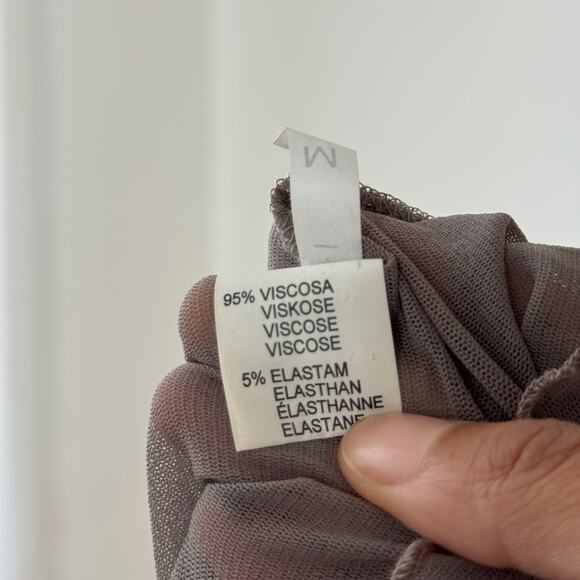 M
95% VISCOSA
VISKOSE
VISCOSE
VISCOSE
5% ELASTAM
ELASTHAN
ÉLASTHANNE
ELASTANE